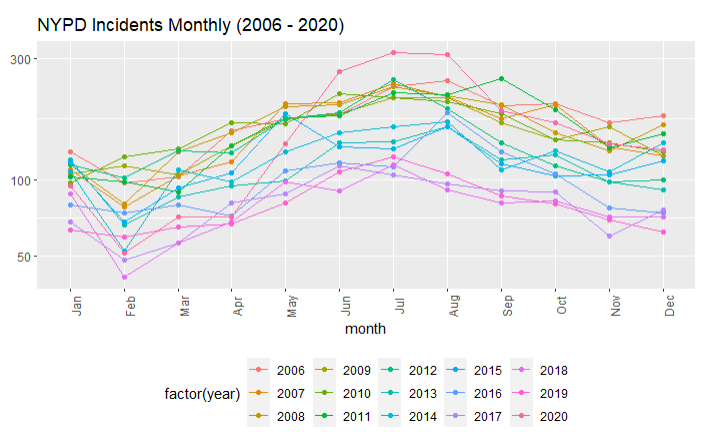 NYPD Incidents Monthly (2006 - 2020)
300
100
50
Jan Feb Mar Apr May Jun Jul Aug Sep Oct Nov Dec
month
2006 2009 2012 2015 2018
factor(year) 2007 2010 2013 2016 2019
2008 2011 2014 2017 2020